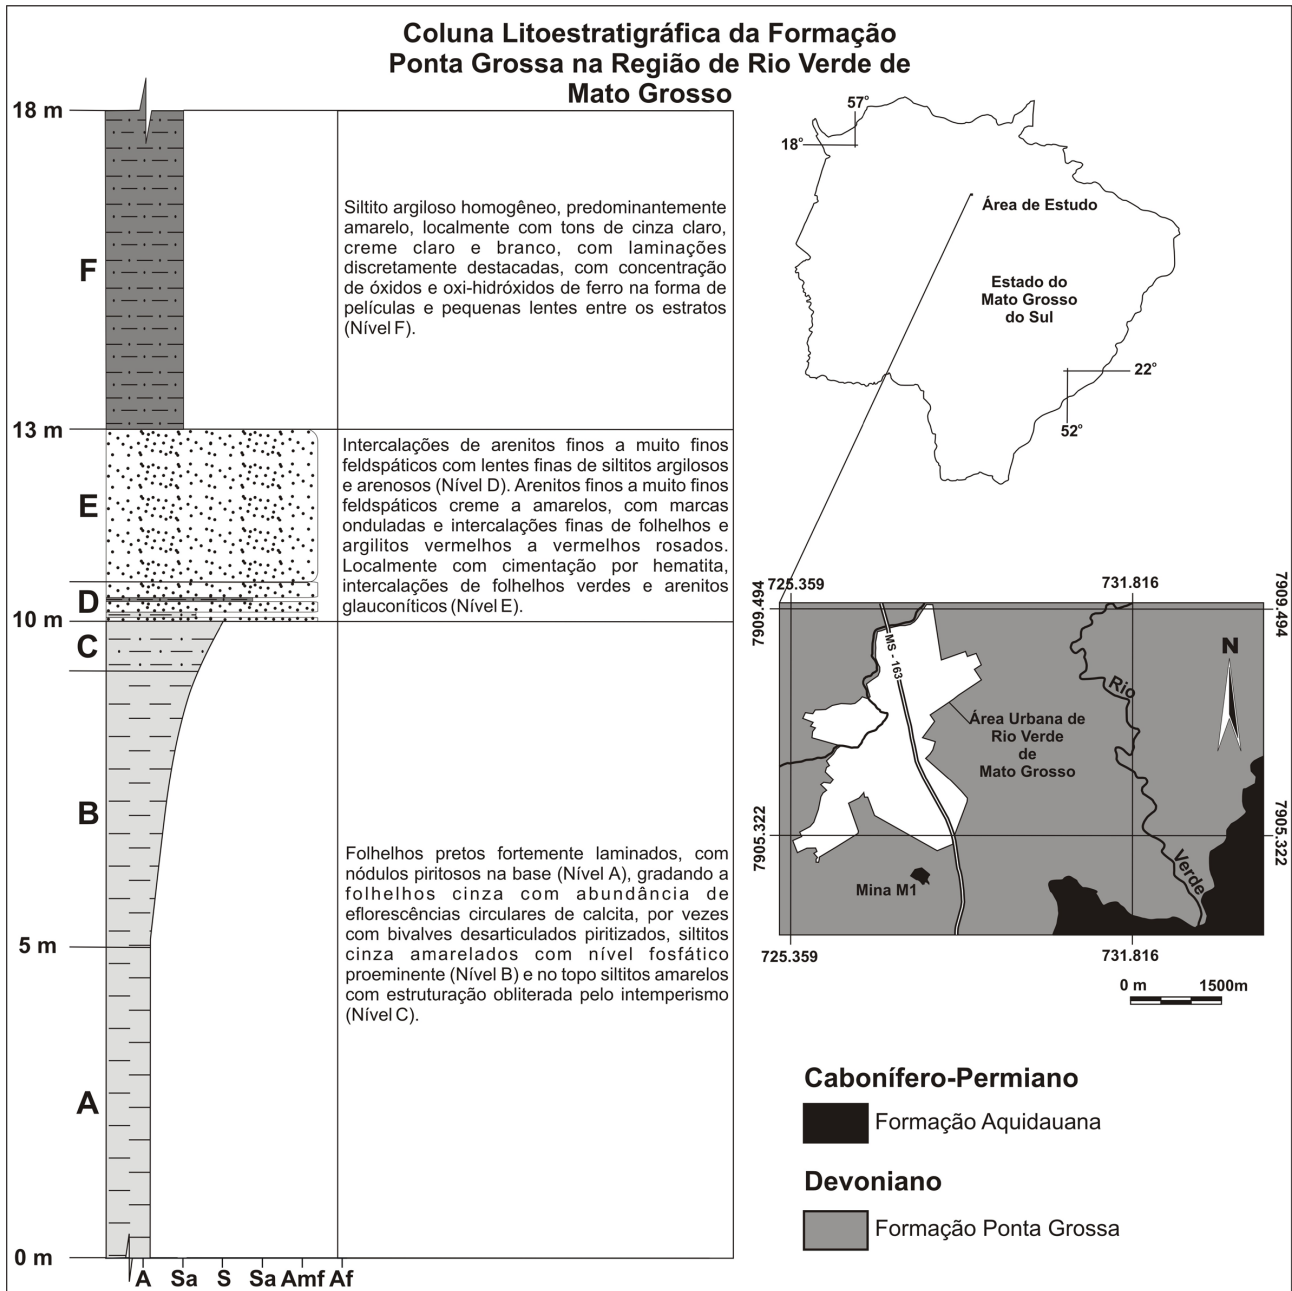 Coluna Litoestratigráfica da Formação
Ponta Grossa na Região de Rio Verde de
Mato Grosso
18 m
F
13 m
E
D
10 m
C
B
5 m
A
0 m
A Sa S Sa Amf Af
Siltito argiloso homogêneo, predominantemente
amarelo, localmente com tons de cinza claro,
creme claro e branco, com laminações
discretamente destacadas, com concentração
de óxidos e oxi-hidróxidos de ferro na forma de
películas e pequenas lentes entre os estratos
(Nível F).
Intercalações de arenitos finos a muito finos
feldspáticos com lentes finas de siltitos argilosos
e arenosos (Nível D). Arenitos finos a muito finos
feldspáticos creme a amarelos, com marcas
onduladas e intercalações finas de folhelhos e
argilitos vermelhos a vermelhos rosados.
Localmente com cimentação por hematita,
intercalações de folhelhos verdes e arenitos
glauconíticos (Nível E).
Folhelhos pretos fortemente laminados, com
nódulos piritosos na base (Nível A), gradando a
folhelhos cinza com abundância de
eflorescências circulares de calcita, por vezes
com bivalves desarticulados piritizados, siltitos
cinza amarelados com nível fosfático
proeminente (Nível B) e no topo siltitos amarelos
com estruturação obliterada pelo intemperismo
(Nível C).
57°
18°
Área de Estudo
Estado do
Mato Grosso
do Sul
22°
52°
725.359
731.816
7909.494
7909.494
MS - 163
Rio
N
Área Urbana de
Rio Verde
de
Mato Grosso
7905.322
7905.322
Verde
Mina M1
725.359
731.816
0 m 1500m
Cabonífero-Permiano
Formação Aquidauana
Devoniano
Formação Ponta Grossa